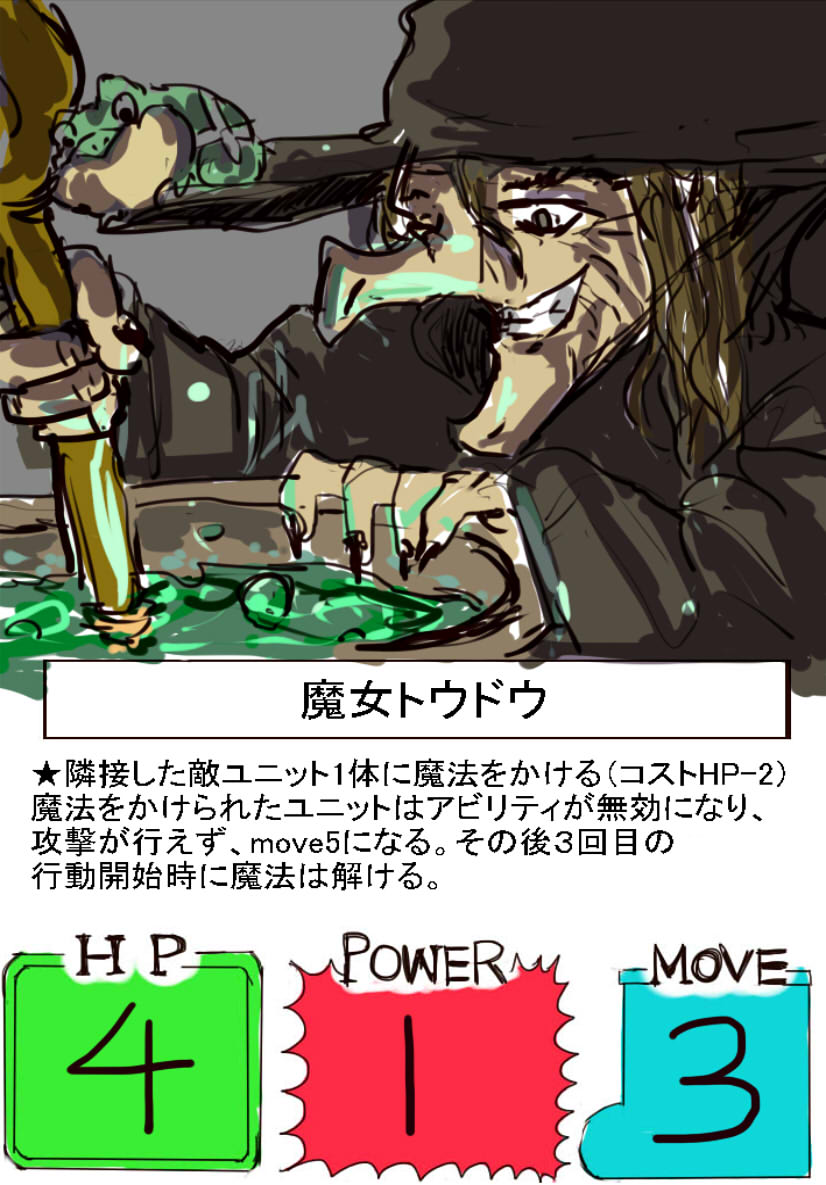 魔女トウドウ
★隣接した敵ユニット1体に魔法をかける(コストHP-2)
魔法をかけられたユニットはアビリティが無効になり、
攻撃が行えず、move5になる。その後3回目の
行動開始時に魔法は解ける。
HP POWER MOVE
4 1 3